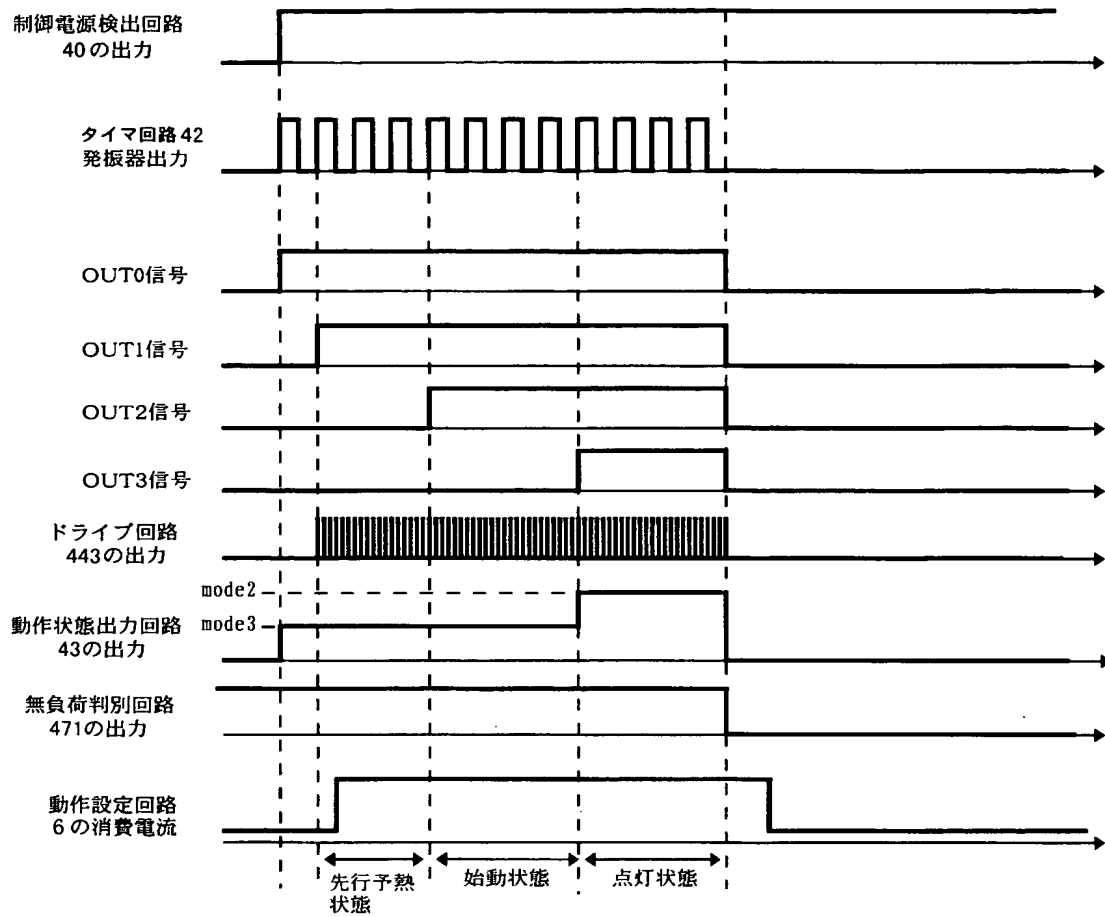 制御電源検出回路
40の出力
タイマ回路42
発振器出力
OUT0信号
OUT1信号
OUT2信号
OUT3信号
ドライブ回路
443の出力
mode2
動作状態出力回路
43の出力
mode3
無負荷判別回路
471の出力
動作設定回路
6の消費電流
先行予熱
状態
始動状態
点灯状態